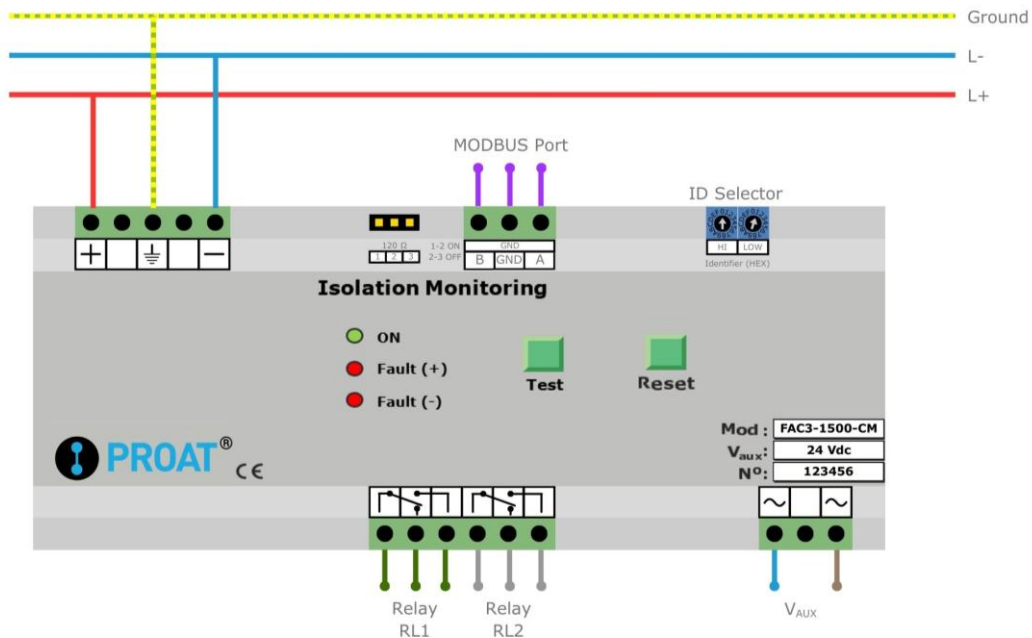 Ground
L-
L+
MODBUS Port
ID Selector
+ ⏚ −
120 Ω
1 2 3
1-2 ON
2-3 OFF
GND
B GND A
HI LOW
Identifier (HEX)
Isolation Monitoring
ON
Fault (+)
Fault (-)
Test
Reset
PROAT® CE
Mod : FAC3-1500-CM
Vaux: 24 Vdc
Nº: 123456
~ ~
Relay
RL1
Relay
RL2
VAUX